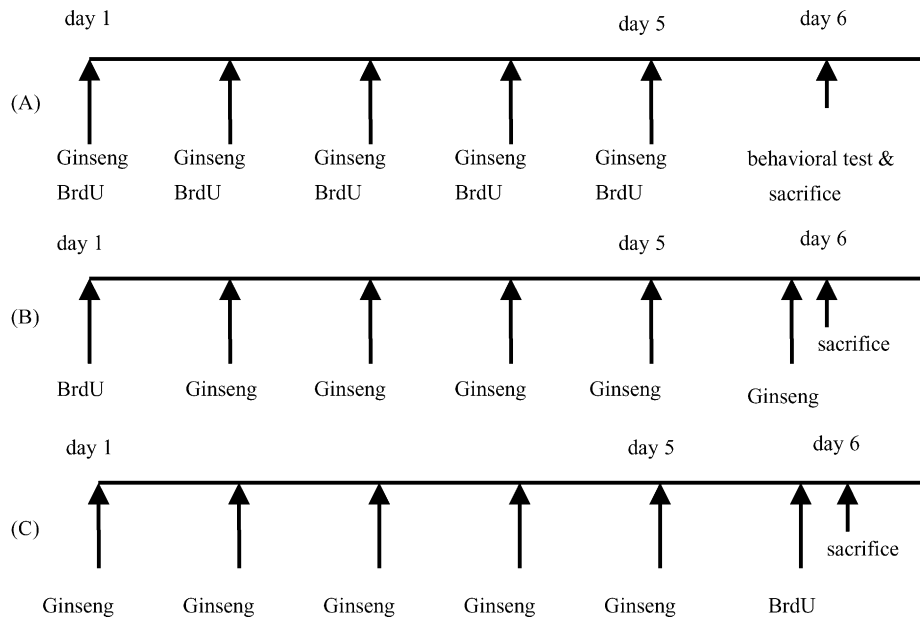 day 1
day 5
day 6
(A)
Ginseng Ginseng Ginseng Ginseng Ginseng behavioral test &
BrdU BrdU BrdU BrdU BrdU sacrifice
day 1
day 5
day 6
(B)
sacrifice
BrdU Ginseng Ginseng Ginseng Ginseng Ginseng
day 1
day 5
day 6
(C)
sacrifice
Ginseng Ginseng Ginseng Ginseng Ginseng BrdU